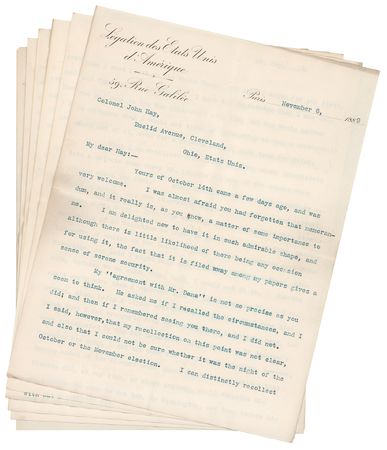 Légation des Etats Unis
d'Amérique
59, Rue Galilée
Paris November 6, 1889
Colonel John Hay,
Euclid Avenue, Cleveland,
Ohio, Etats Unis.
My dear Hay:—
Yours of October 14th came a few days ago, and was
very welcome. I was almost afraid you had forgotten that memoran-
dum, and it really is, as you know, a matter of some importance to
me. I am delighted now to have it in such admirable shape, and
although there is little likelihood of there being any occasion
for using it, the fact that it is filed away among my papers gives a
sense of serene security.
My "agreement with Mr. Dana" is not so precise as you
seem to think. He asked me if I recalled the circumstances, and I
did; and then if I remembered seeing you there, and I did not.
I said, however, that my recollection on this point was not clear,
and also that I could not be sure whether it was the night of the
October or the November election. I can distinctly recollect